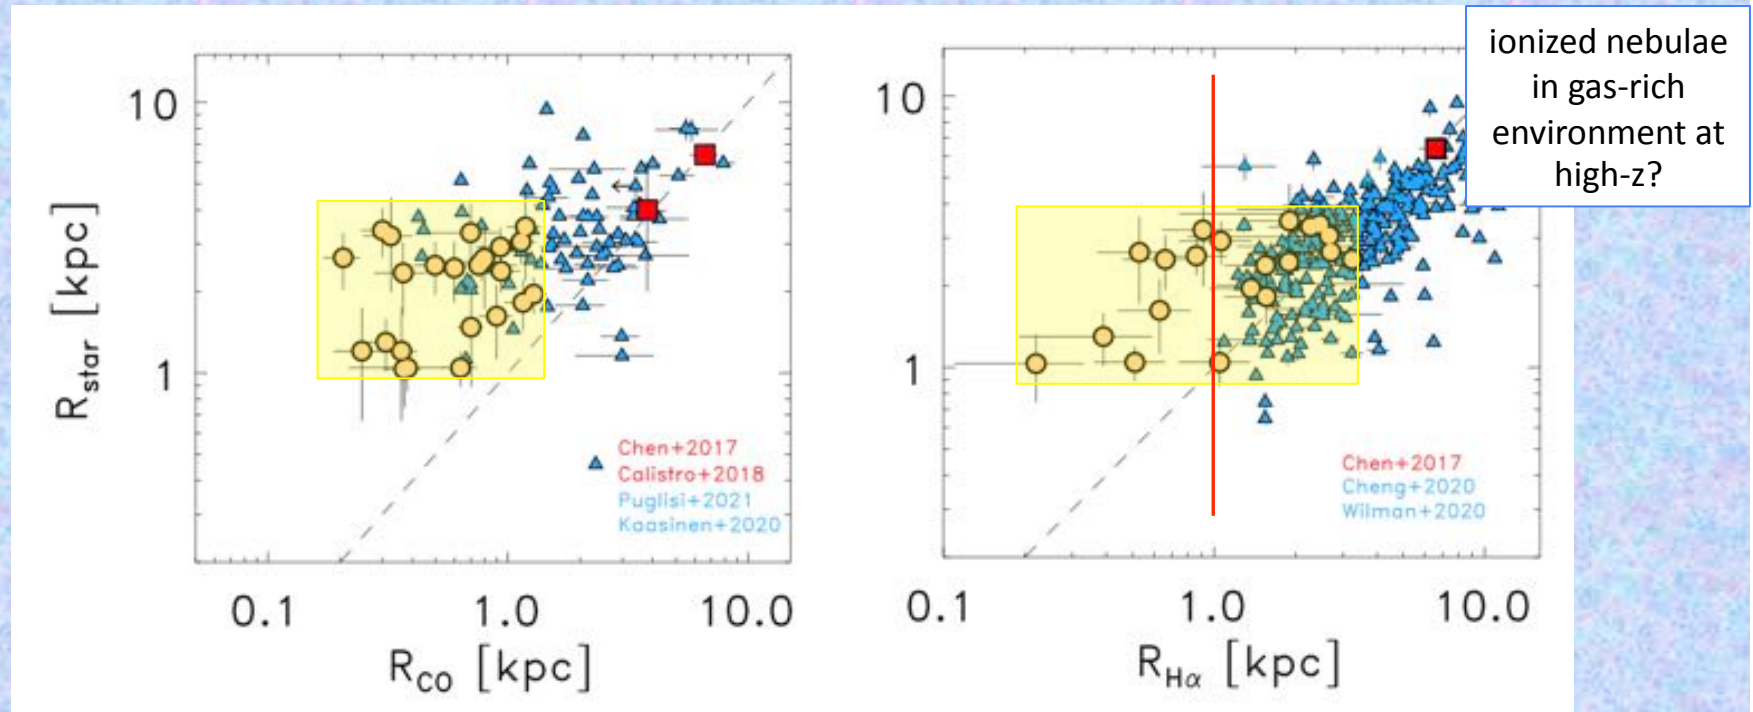 ionized nebulae
in gas-rich
environment at
high-z?
10
1
R_star [kpc]
Chen+2017
Calistro+2018
Puglisi+2021
Kaasinen+2020
0.1 1.0 10.0
R_CO [kpc]
10
1
Chen+2017
Cheng+2020
Wilman+2020
0.1 1.0 10.0
R_Hα [kpc]